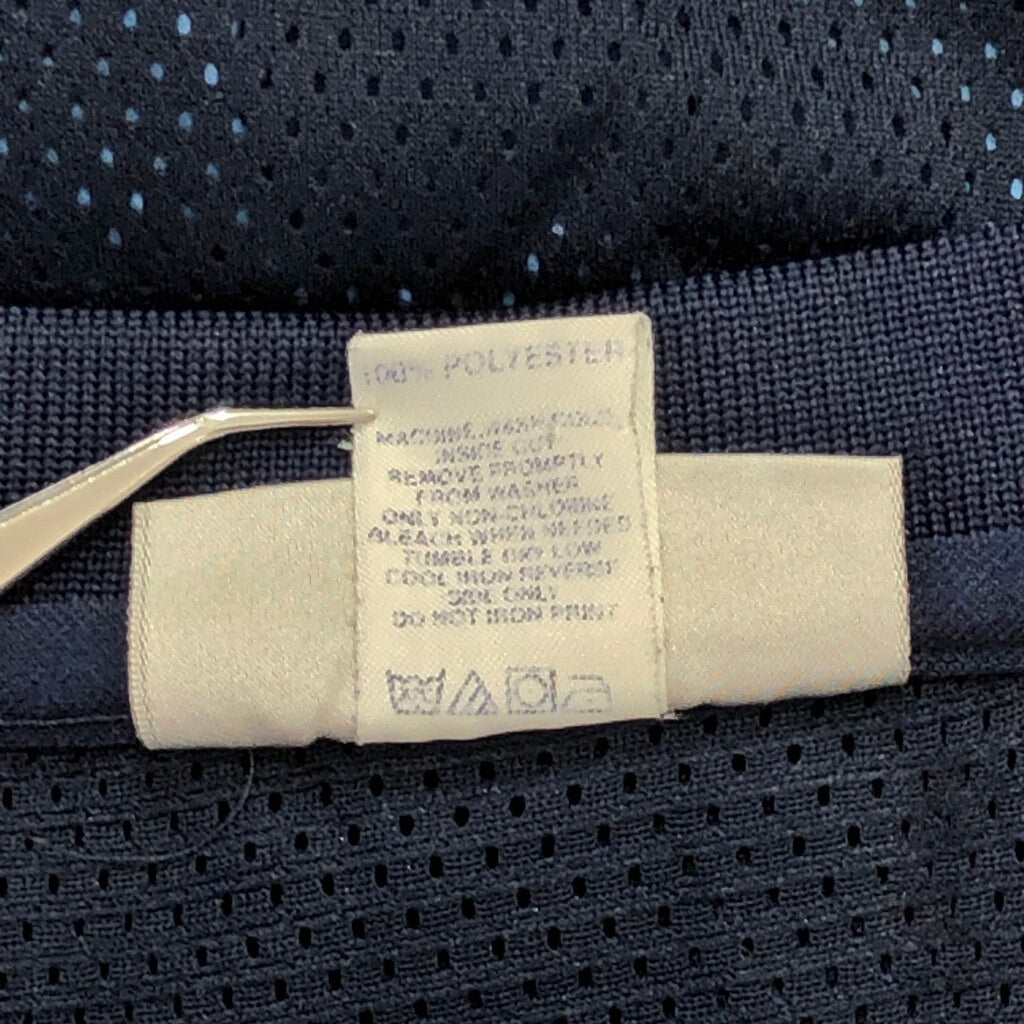 100% POLYESTER
MACHINE WASH COLD
INSIDE OUT
REMOVE PROMPTLY
FROM WASHER
ONLY NON-CHLORINE
BLEACH WHEN NEEDED
TUMBLE DRY LOW
COOL IRON REVERSE
SIDE ONLY
DO NOT IRON PRINT